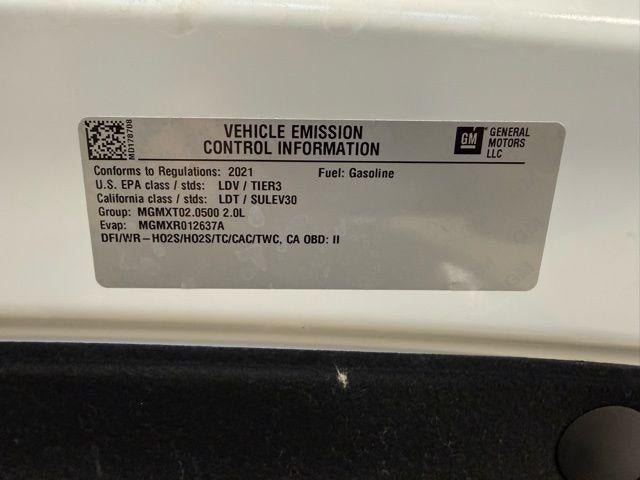 MD178708
VEHICLE EMISSION
CONTROL INFORMATION
GM
GENERAL
MOTORS
LLC
Conforms to Regulations: 2021 Fuel: Gasoline
U.S. EPA class / stds: LDV / TIER3
California class / stds: LDT / SULEV30
Group: MGMXT02.0500 2.0L
Evap: MGMXR012637A
DFI/WR-HO2S/HO2S/TC/CAC/TWC, CA OBD: II